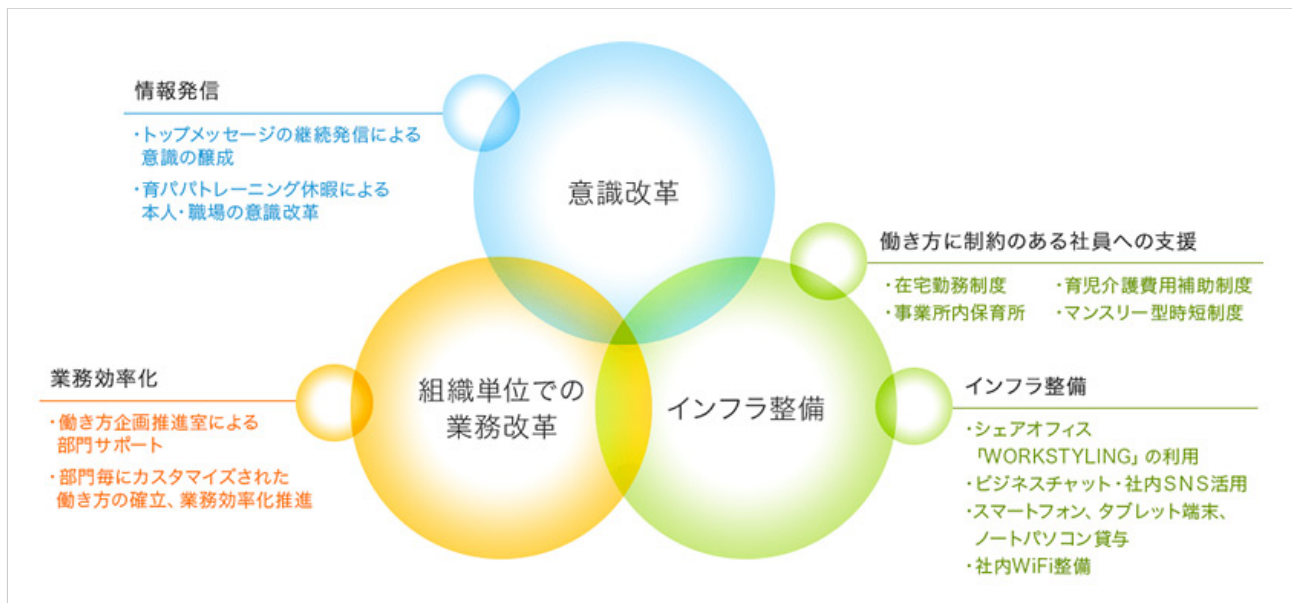 情報発信
・トップメッセージの継続発信による
意識の醸成
・育パパトレーニング休暇による
本人・職場の意識改革
意識改革
働き方に制約のある社員への支援
・在宅勤務制度
・育児介護費用補助制度
・事業所内保育所
・マンスリー型時短制度
業務効率化
・働き方企画推進室による
部門サポート
・部門毎にカスタマイズされた
働き方の確立、業務効率化推進
組織単位での
業務改革
インフラ整備
インフラ整備
・シェアオフィス
「WORKSTYLING」の利用
・ビジネスチャット・社内SNS活用
・スマートフォン、タブレット端末、
ノートパソコン貸与
・社内WiFi整備